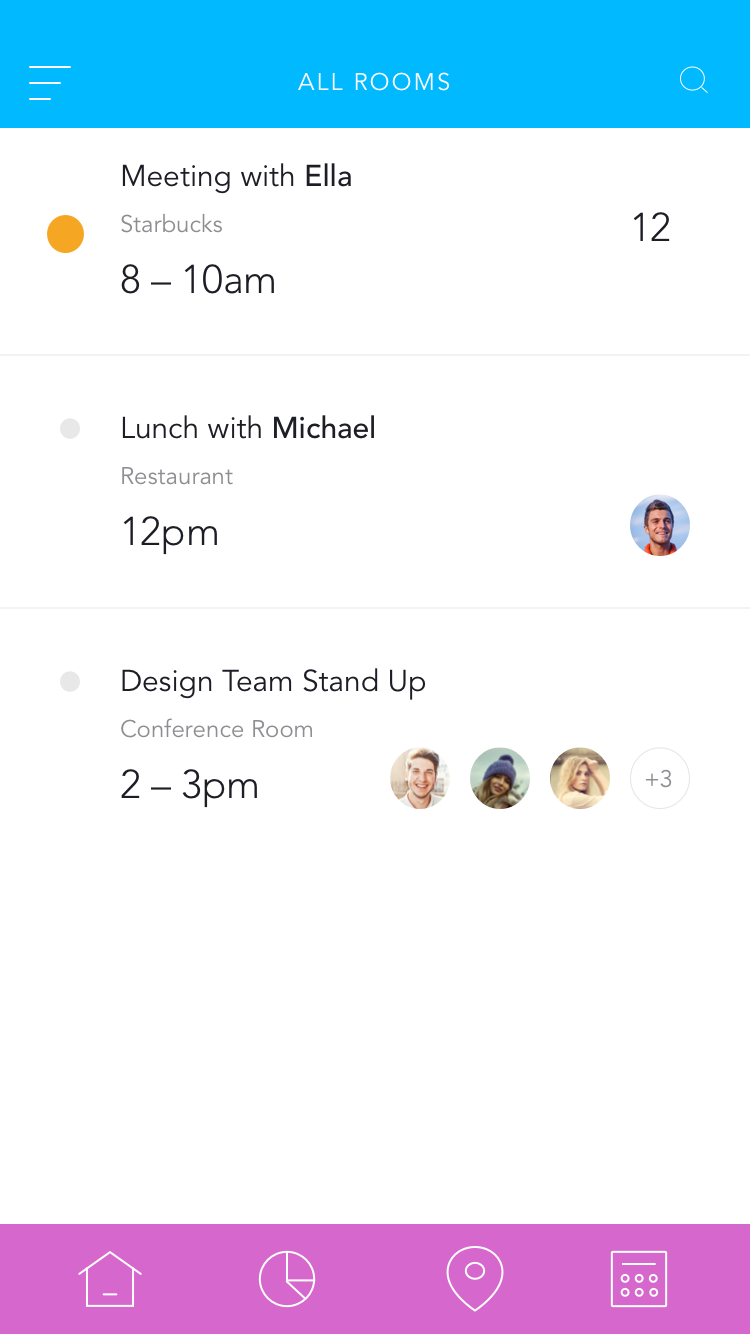 ALL ROOMS
Meeting with Ella
Starbucks
12
8 – 10am
Lunch with Michael
Restaurant
12pm
Design Team Stand Up
Conference Room
2 – 3pm
+3